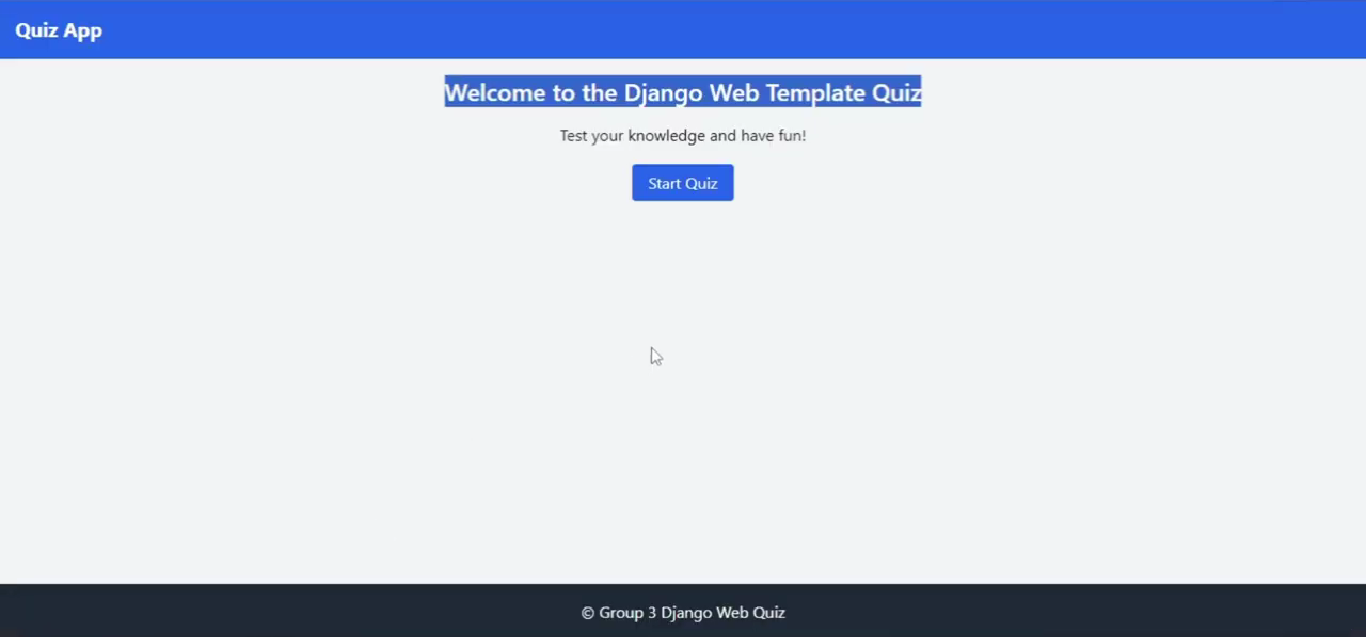 Quiz App
Welcome to the Django Web Template Quiz
Test your knowledge and have fun!
Start Quiz
© Group 3 Django Web Quiz